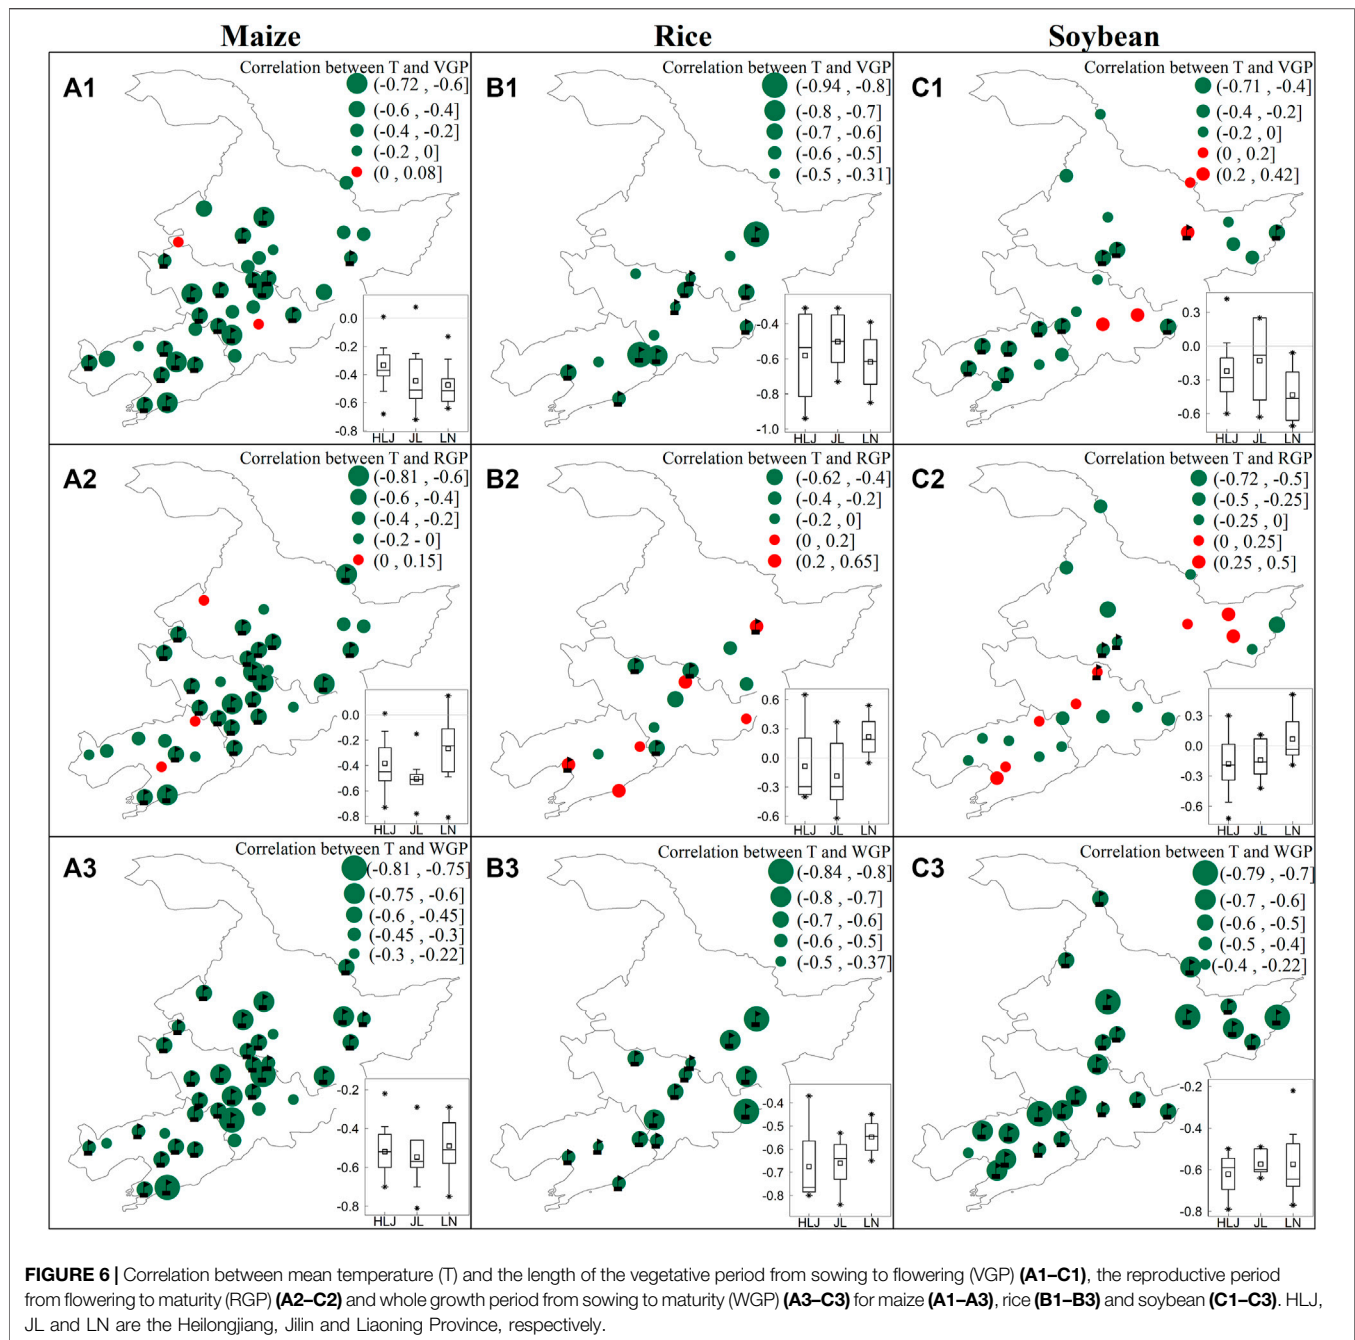 Maize
Rice
Soybean
A1
Correlation between T and VGP
(-0.72 , -0.6]
(-0.6 , -0.4]
(-0.4 , -0.2]
(-0.2 , 0]
(0 , 0.08]
0.0
-0.2
-0.4
-0.6
-0.8
HLJ JL LN
B1
Correlation between T and VGP
(-0.94 , -0.8]
(-0.8 , -0.7]
(-0.7 , -0.6]
(-0.6 , -0.5]
(-0.5 , -0.31]
-0.4
-0.6
-0.8
-1.0
HLJ JL LN
C1
Correlation between T and VGP
(-0.71 , -0.4]
(-0.4 , -0.2]
(-0.2 , 0]
(0 , 0.2]
(0.2 , 0.42]
0.3
0.0
-0.3
-0.6
HLJ JL LN
A2
Correlation between T and RGP
(-0.81 , -0.6]
(-0.6 , -0.4]
(-0.4 , -0.2]
(-0.2 - 0]
(0 , 0.15]
0.0
-0.2
-0.4
-0.6
-0.8
HLJ JL LN
B2
Correlation between T and RGP
(-0.62 , -0.4]
(-0.4 , -0.2]
(-0.2 , 0]
(0 , 0.2]
(0.2 , 0.65]
0.6
0.3
0.0
-0.3
-0.6
HLJ JL LN
C2
Correlation between T and RGP
(-0.72 , -0.5]
(-0.5 , -0.25]
(-0.25 , 0]
(0 , 0.25]
(0.25 , 0.5]
0.3
0.0
-0.3
-0.6
HLJ JL LN
A3
Correlation between T and WGP
(-0.81 , -0.75]
(-0.75 , -0.6]
(-0.6 , -0.45]
(-0.45 , -0.3]
(-0.3 , -0.22]
-0.2
-0.4
-0.6
-0.8
HLJ JL LN
B3
Correlation between T and WGP
(-0.84 , -0.8]
(-0.8 , -0.7]
(-0.7 , -0.6]
(-0.6 , -0.5]
(-0.5 , -0.37]
-0.4
-0.5
-0.6
-0.7
-0.8
HLJ JL LN
C3
Correlation between T and WGP
(-0.79 , -0.7]
(-0.7 , -0.6]
(-0.6 , -0.5]
(-0.5 , -0.4]
(-0.4 , -0.22]
-0.2
-0.4
-0.6
-0.8
HLJ JL LN
FIGURE 6 | Correlation between mean temperature (T) and the length of the vegetative period from sowing to flowering (VGP) (A1–C1), the reproductive period
from flowering to maturity (RGP) (A2–C2) and whole growth period from sowing to maturity (WGP) (A3–C3) for maize (A1–A3), rice (B1–B3) and soybean (C1–C3). HLJ,
JL and LN are the Heilongjiang, Jilin and Liaoning Province, respectively.